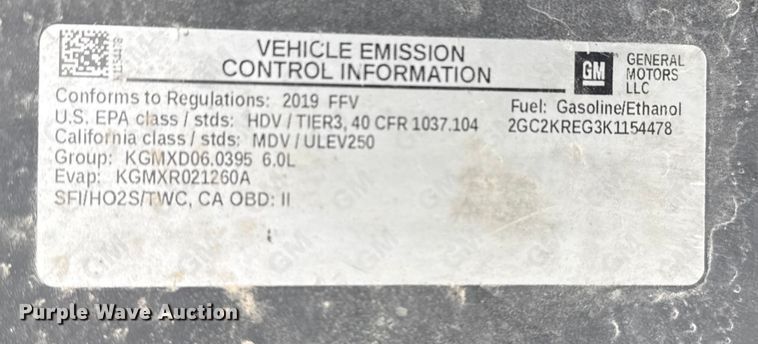 K1154478
VEHICLE EMISSION
CONTROL INFORMATION
GM
GENERAL
MOTORS
LLC
Conforms to Regulations: 2019 FFV
Fuel: Gasoline/Ethanol
U.S. EPA class / stds: HDV / TIER3, 40 CFR 1037.104
2GC2KREG3K1154478
California class / stds: MDV / ULEV250
Group: KGMXD06.0395 6.0L
Evap: KGMXR021260A
SFI/HO2S/TWC, CA OBD: II
Purple Wave Auction